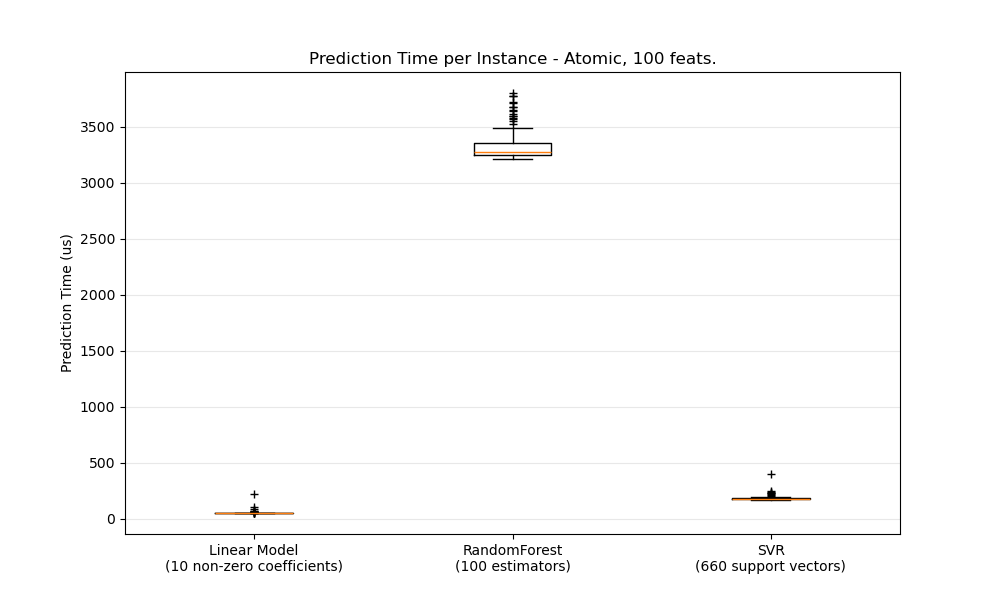 Prediction Time per Instance - Atomic, 100 feats.
Prediction Time (us)
3500
3000
2500
2000
1500
1000
500
0
Linear Model
(10 non-zero coefficients)
RandomForest
(100 estimators)
SVR
(660 support vectors)